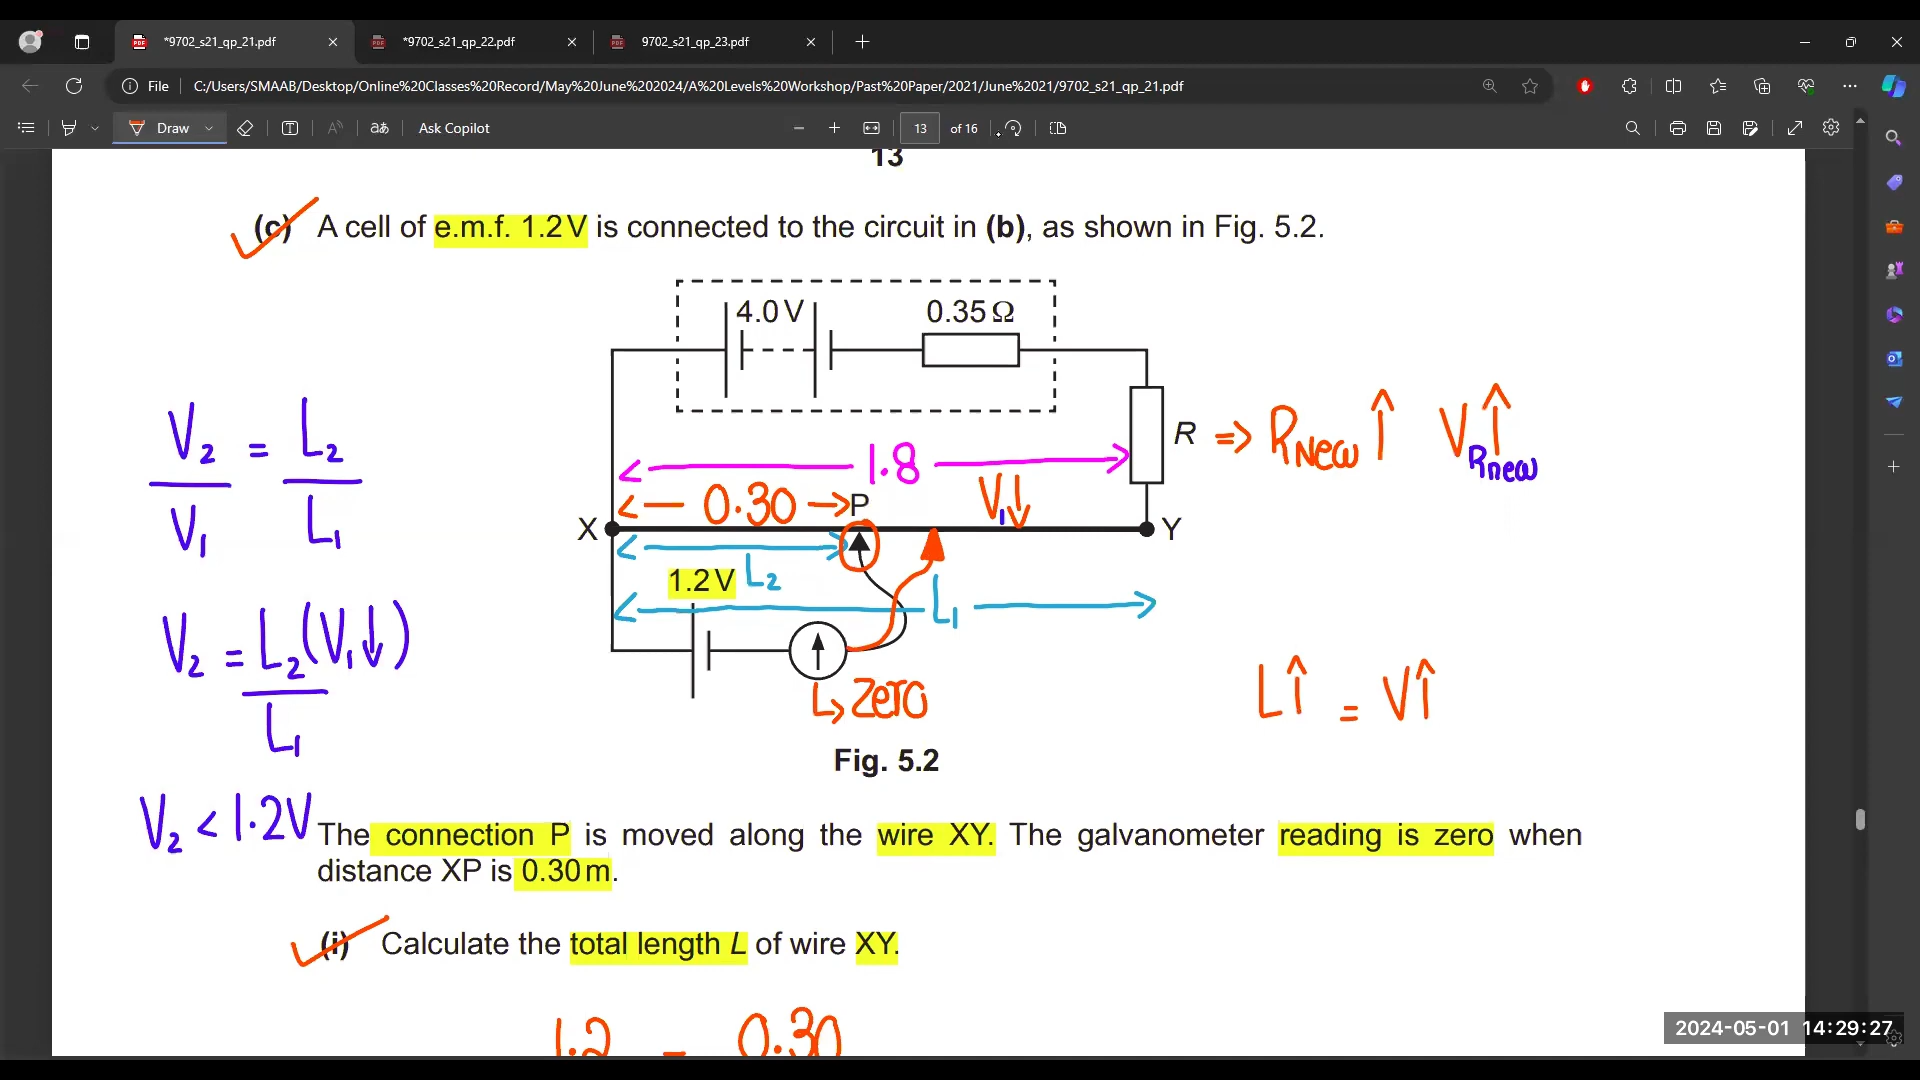 *9702_s21_qp_21.pdf
*9702_s21_qp_22.pdf
9702_s21_qp_23.pdf
File
C:/Users/SMAAB/Desktop/Online%20Classes%20Record/May%20June%202024/A%20Levels%20Workshop/Past%20Paper/2021/June%2021/9702_s21_qp_21.pdf
Draw
Ask Copilot
13 of 16
13
(c) A cell of e.m.f. 1.2 V is connected to the circuit in (b), as shown in Fig. 5.2.
4.0 V
0.35 Ω
R ⇒ RNew ↑ V↑ Rnew
1.8
0.30
P
V1↓
X
Y
1.2 V
L2
L1
Zero
V2 = L2
V1 L1
V2 = L2 (V1↓)
L1
L↑ = V↑
Fig. 5.2
V2 < 1.2V
The connection P is moved along the wire XY. The galvanometer reading is zero when
distance XP is 0.30 m.
(i) Calculate the total length L of wire XY.
1.2 = 0.30
2024-05-01 14:29:27